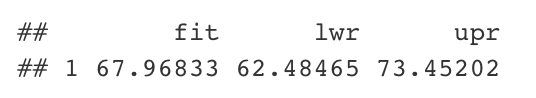 ##        fit      lwr      upr
## 1 67.96833 62.48465 73.45202